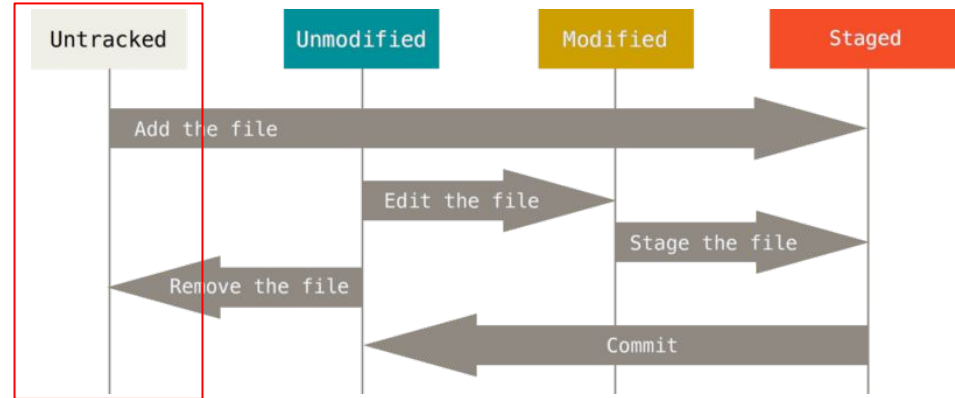 Untracked
Unmodified
Modified
Staged
Add the file
Edit the file
Stage the file
Remove the file
Commit